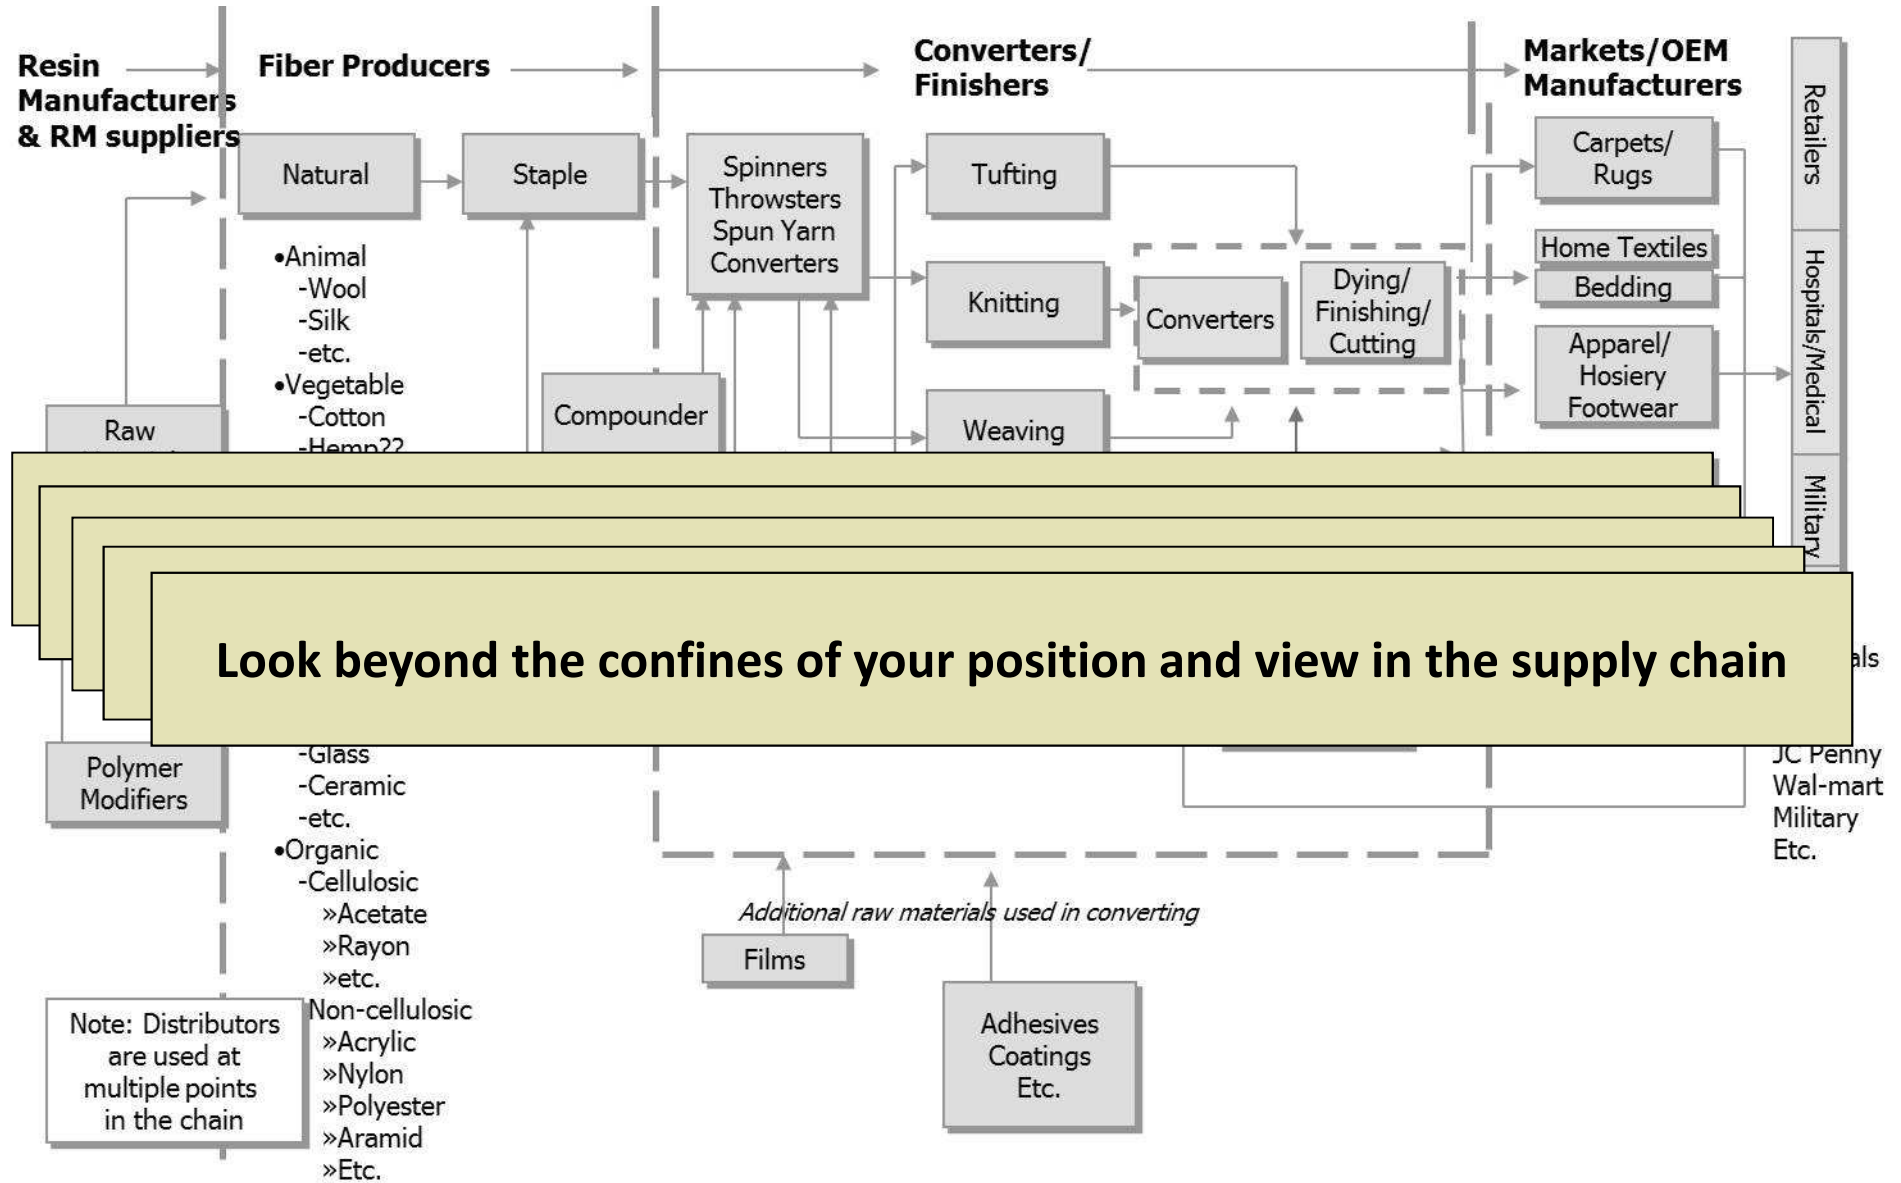 Resin
Manufacturers
& RM suppliers
Fiber Producers
Converters/
Finishers
Markets/OEM
Manufacturers
Natural
Staple
Spinners
Throwsters
Spun Yarn
Converters
Tufting
Knitting
Weaving
Converters
Dying/
Finishing/
Cutting
Carpets/
Rugs
Home Textiles
Bedding
Apparel/
Hosiery
Footwear
Retailers
Hospitals/Medical
Military
•Animal
-Wool
-Silk
-etc.
•Vegetable
-Cotton
-Hemp??
Compounder
Raw
Look beyond the confines of your position and view in the supply chain
Polymer
Modifiers
-Glass
-Ceramic
-etc.
•Organic
-Cellulosic
»Acetate
»Rayon
»etc.
Non-cellulosic
»Acrylic
»Nylon
»Polyester
»Aramid
»Etc.
JC Penny
Wal-mart
Military
Etc.
Additional raw materials used in converting
Films
Adhesives
Coatings
Etc.
Note: Distributors
are used at
multiple points
in the chain